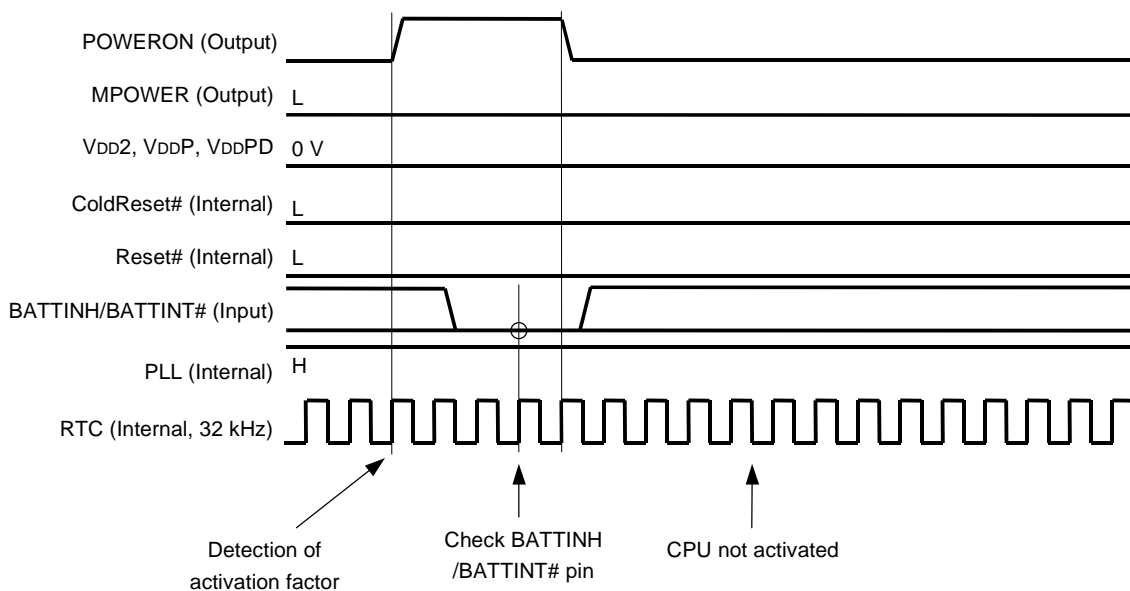 POWERON (Output)
MPOWER (Output) L
VDD2, VDDP, VDDPD 0 V
ColdReset# (Internal) L
Reset# (Internal) L
BATTINH/BATTINT# (Input)
PLL (Internal) H
RTC (Internal, 32 kHz)
Detection of
activation factor
Check BATTINH
/BATTINT# pin
CPU not activated